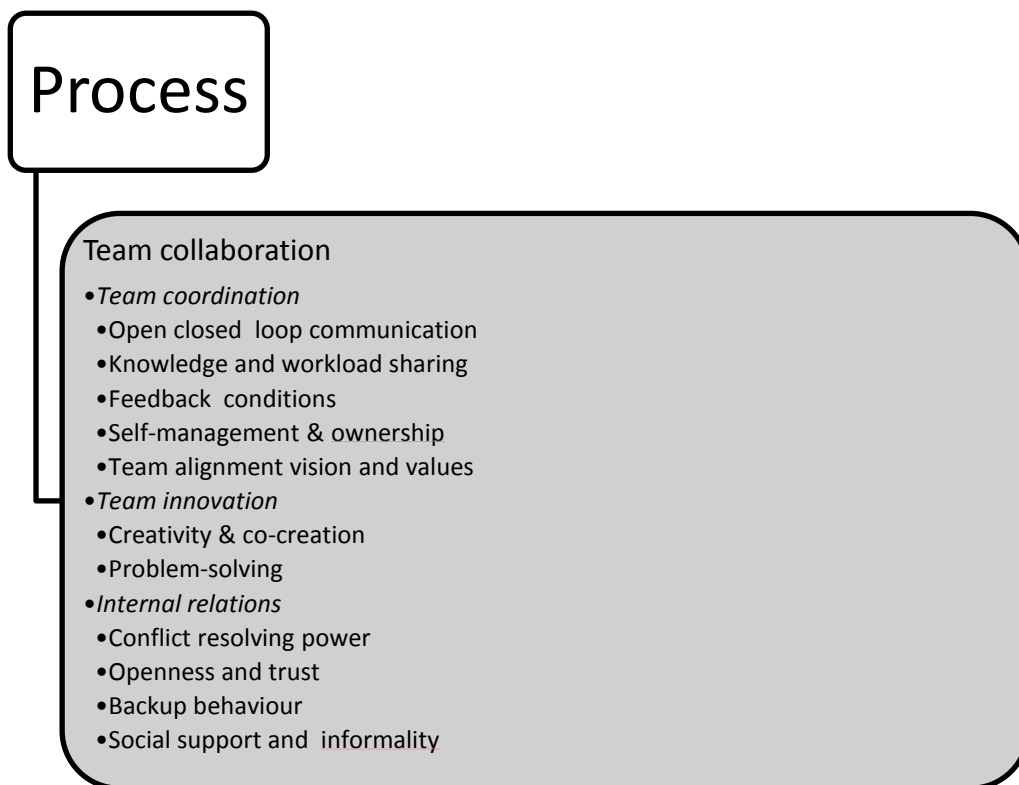 Process
Team collaboration
•Team coordination
•Open closed  loop communication
•Knowledge and workload sharing
•Feedback  conditions
•Self-management & ownership
•Team alignment vision and values
•Team innovation
•Creativity & co-creation
•Problem-solving
•Internal relations
•Conflict resolving power
•Openness and trust
•Backup behaviour
•Social support and  informality